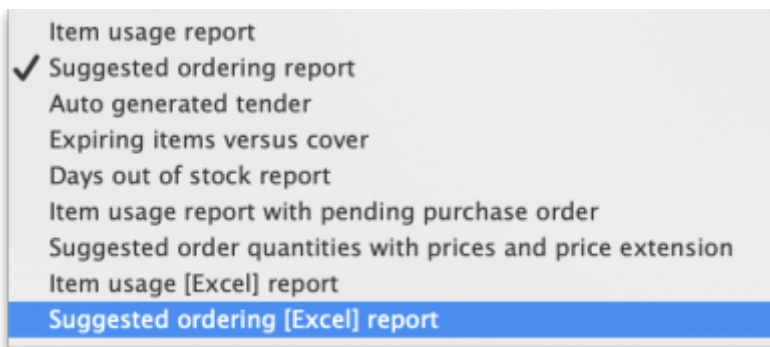 Item usage report
✓ Suggested ordering report
Auto generated tender
Expiring items versus cover
Days out of stock report
Item usage report with pending purchase order
Suggested order quantities with prices and price extension
Item usage [Excel] report
Suggested ordering [Excel] report